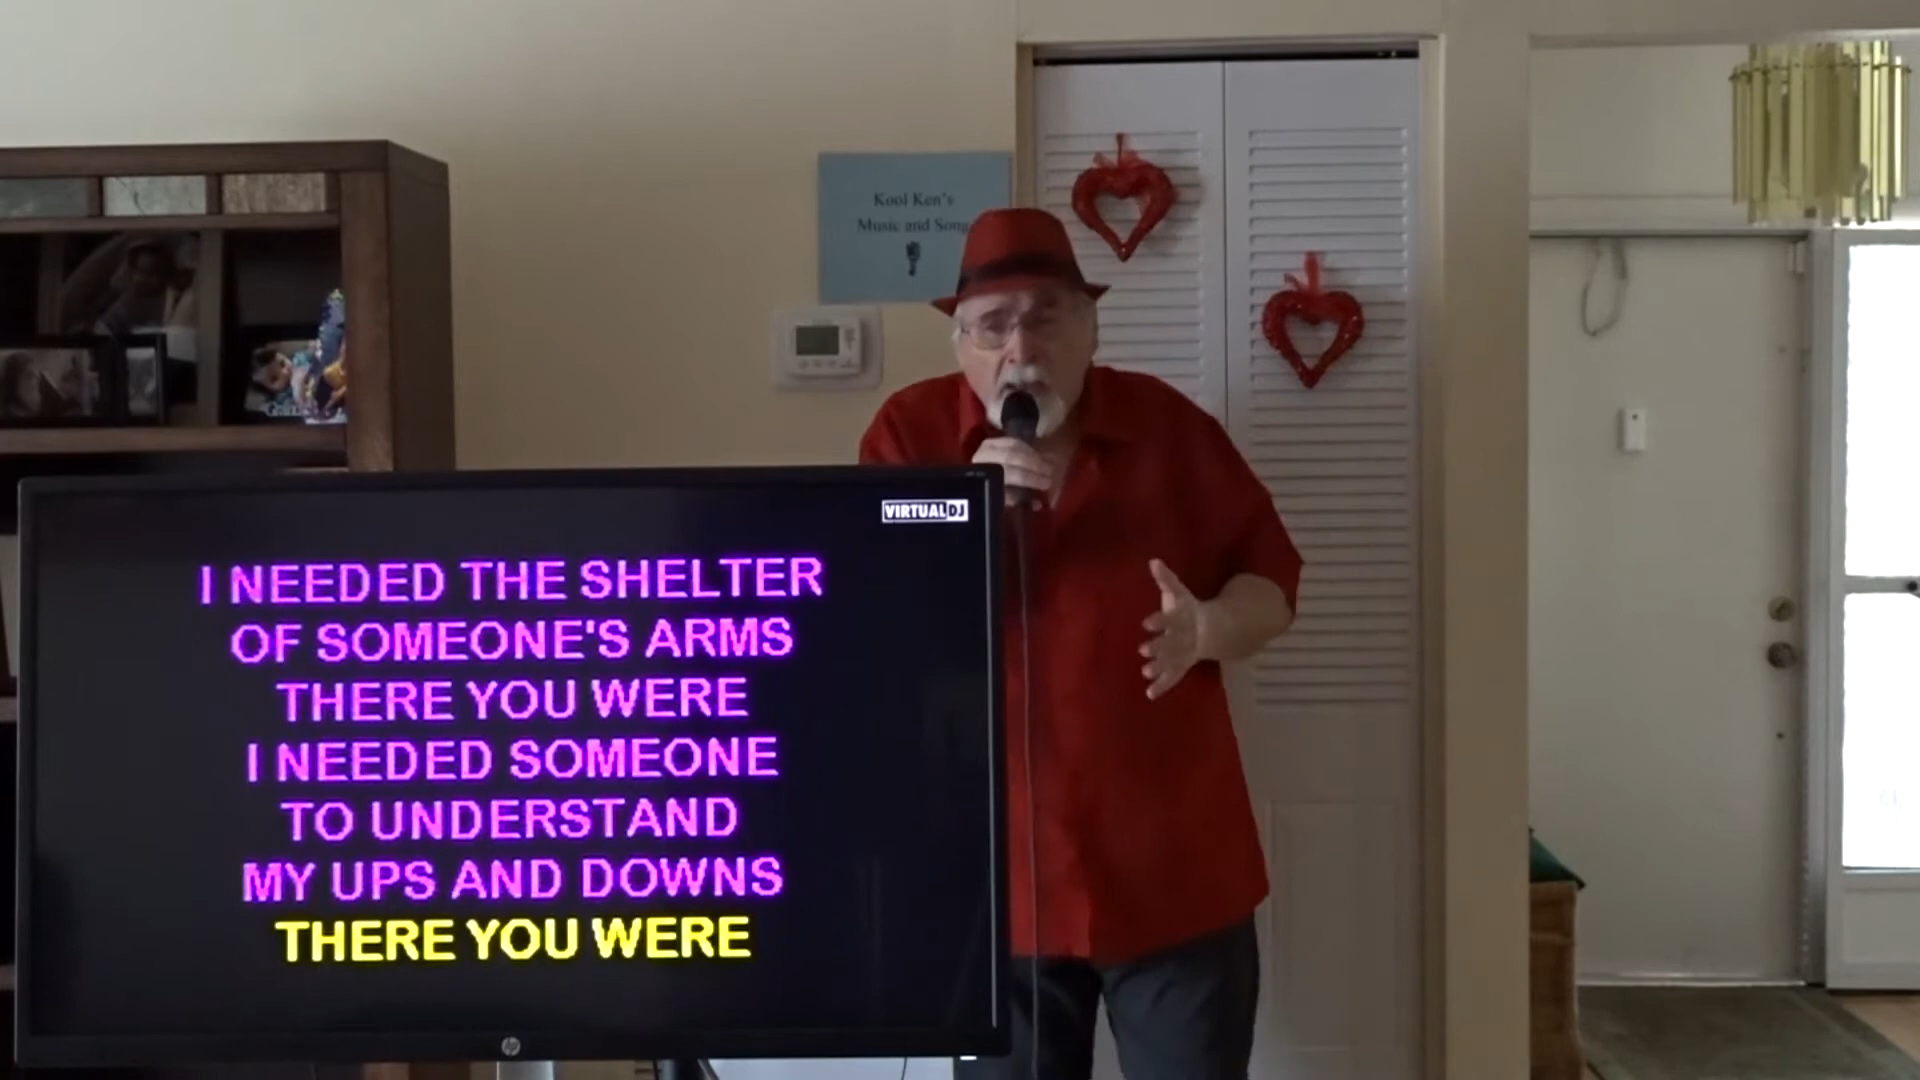 Kool Ken's
Music and Song
VIRTUALDJ
I NEEDED THE SHELTER
OF SOMEONE'S ARMS
THERE YOU WERE
I NEEDED SOMEONE
TO UNDERSTAND
MY UPS AND DOWNS
THERE YOU WERE
hp